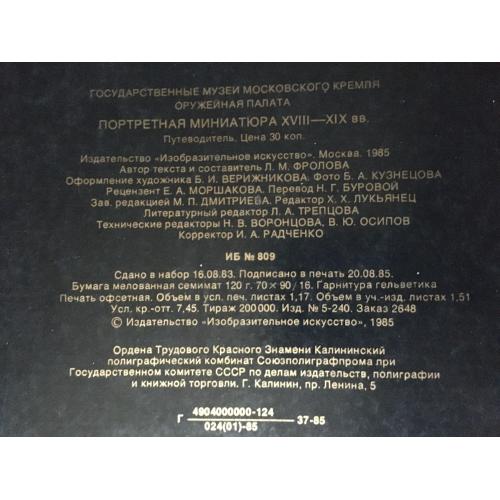 ГОСУДАРСТВЕННЫЕ МУЗЕИ МОСКОВСКОГО КРЕМЛЯ
ОРУЖЕЙНАЯ ПАЛАТА
ПОРТРЕТНАЯ МИНИАТЮРА XVIII—XIX вв.
Путеводитель. Цена 30 коп.
Издательство «Изобразительное искусство». Москва. 1985
Автор текста и составитель Л. М. ФРОЛОВА
Оформление художника Б. И. ВЕРИЖНИКОВА. Фото Б. А. КУЗНЕЦОВА
Рецензент Е. А. МОРШАКОВА. Перевод Н. Г. БУРОВОЙ
Зав. редакцией М. П. ДМИТРИЕВА. Редактор Х. Х. ЛУКЬЯНЕЦ
Литературный редактор Л. А. ТРЕПЦОВА
Технические редакторы Н. В. ВОРОНЦОВА, В. Ю. ОСИПОВ
Корректор И. А. РАДЧЕНКО
ИБ № 809
Сдано в набор 16.08.83. Подписано в печать 20.08.85.
Бумага мелованная семимат 120 г. 70×90/16. Гарнитура гельветика
Печать офсетная. Объем в усл. печ. листах 1,17. Объем в уч.-изд. листах 1,51
Усл. кр.-отт. 7,45. Тираж 200000. Изд. № 5-240. Заказ 2648
© Издательство «Изобразительное искусство», 1985
Ордена Трудового Красного Знамени Калининский
полиграфический комбинат Союзполиграфпрома при
Государственном комитете СССР по делам издательств, полиграфии
и книжной торговли. Г. Калинин, пр. Ленина, 5
Г 4904000000-124 37-85
024(01)-85